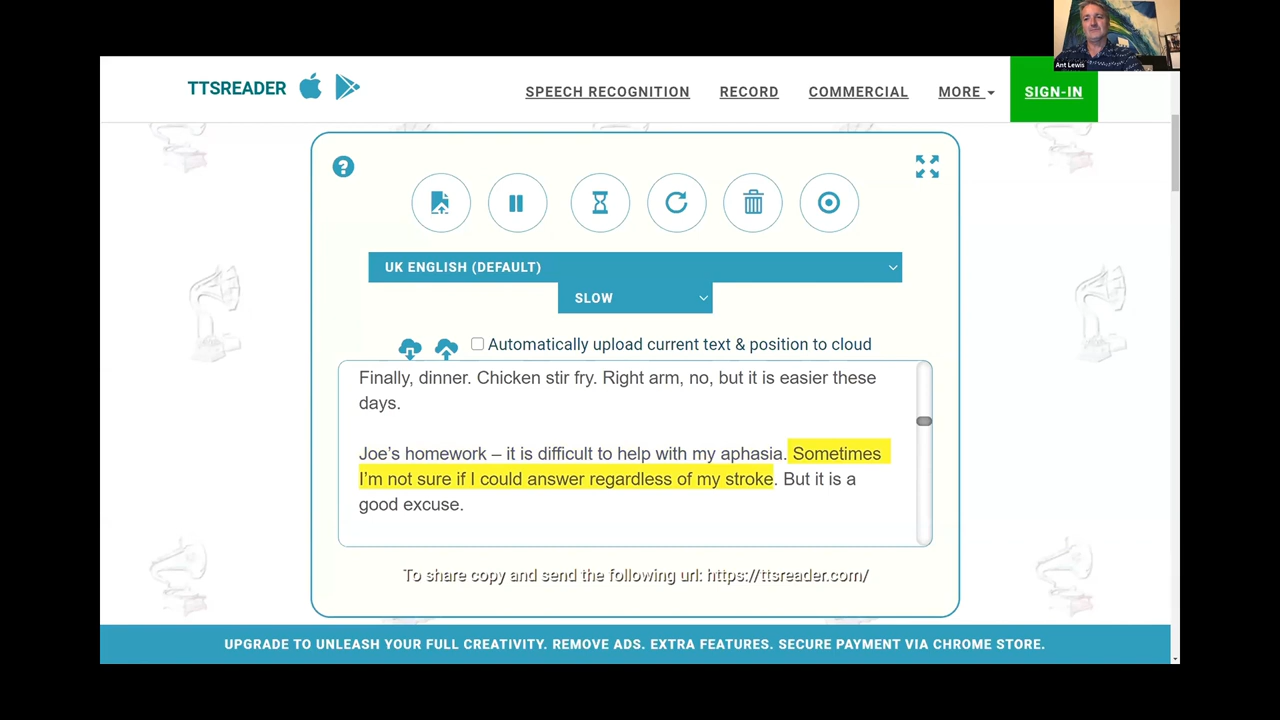 Ant Lewis
TTSREADER
SPEECH RECOGNITION RECORD COMMERCIAL MORE SIGN-IN
?
UK ENGLISH (DEFAULT)
SLOW
Automatically upload current text & position to cloud
Finally, dinner. Chicken stir fry. Right arm, no, but it is easier these
days.
Joe’s homework – it is difficult to help with my aphasia. Sometimes
I’m not sure if I could answer regardless of my stroke. But it is a
good excuse.
To share copy and send the following url: https://ttsreader.com/
UPGRADE TO UNLEASH YOUR FULL CREATIVITY. REMOVE ADS. EXTRA FEATURES. SECURE PAYMENT VIA CHROME STORE.